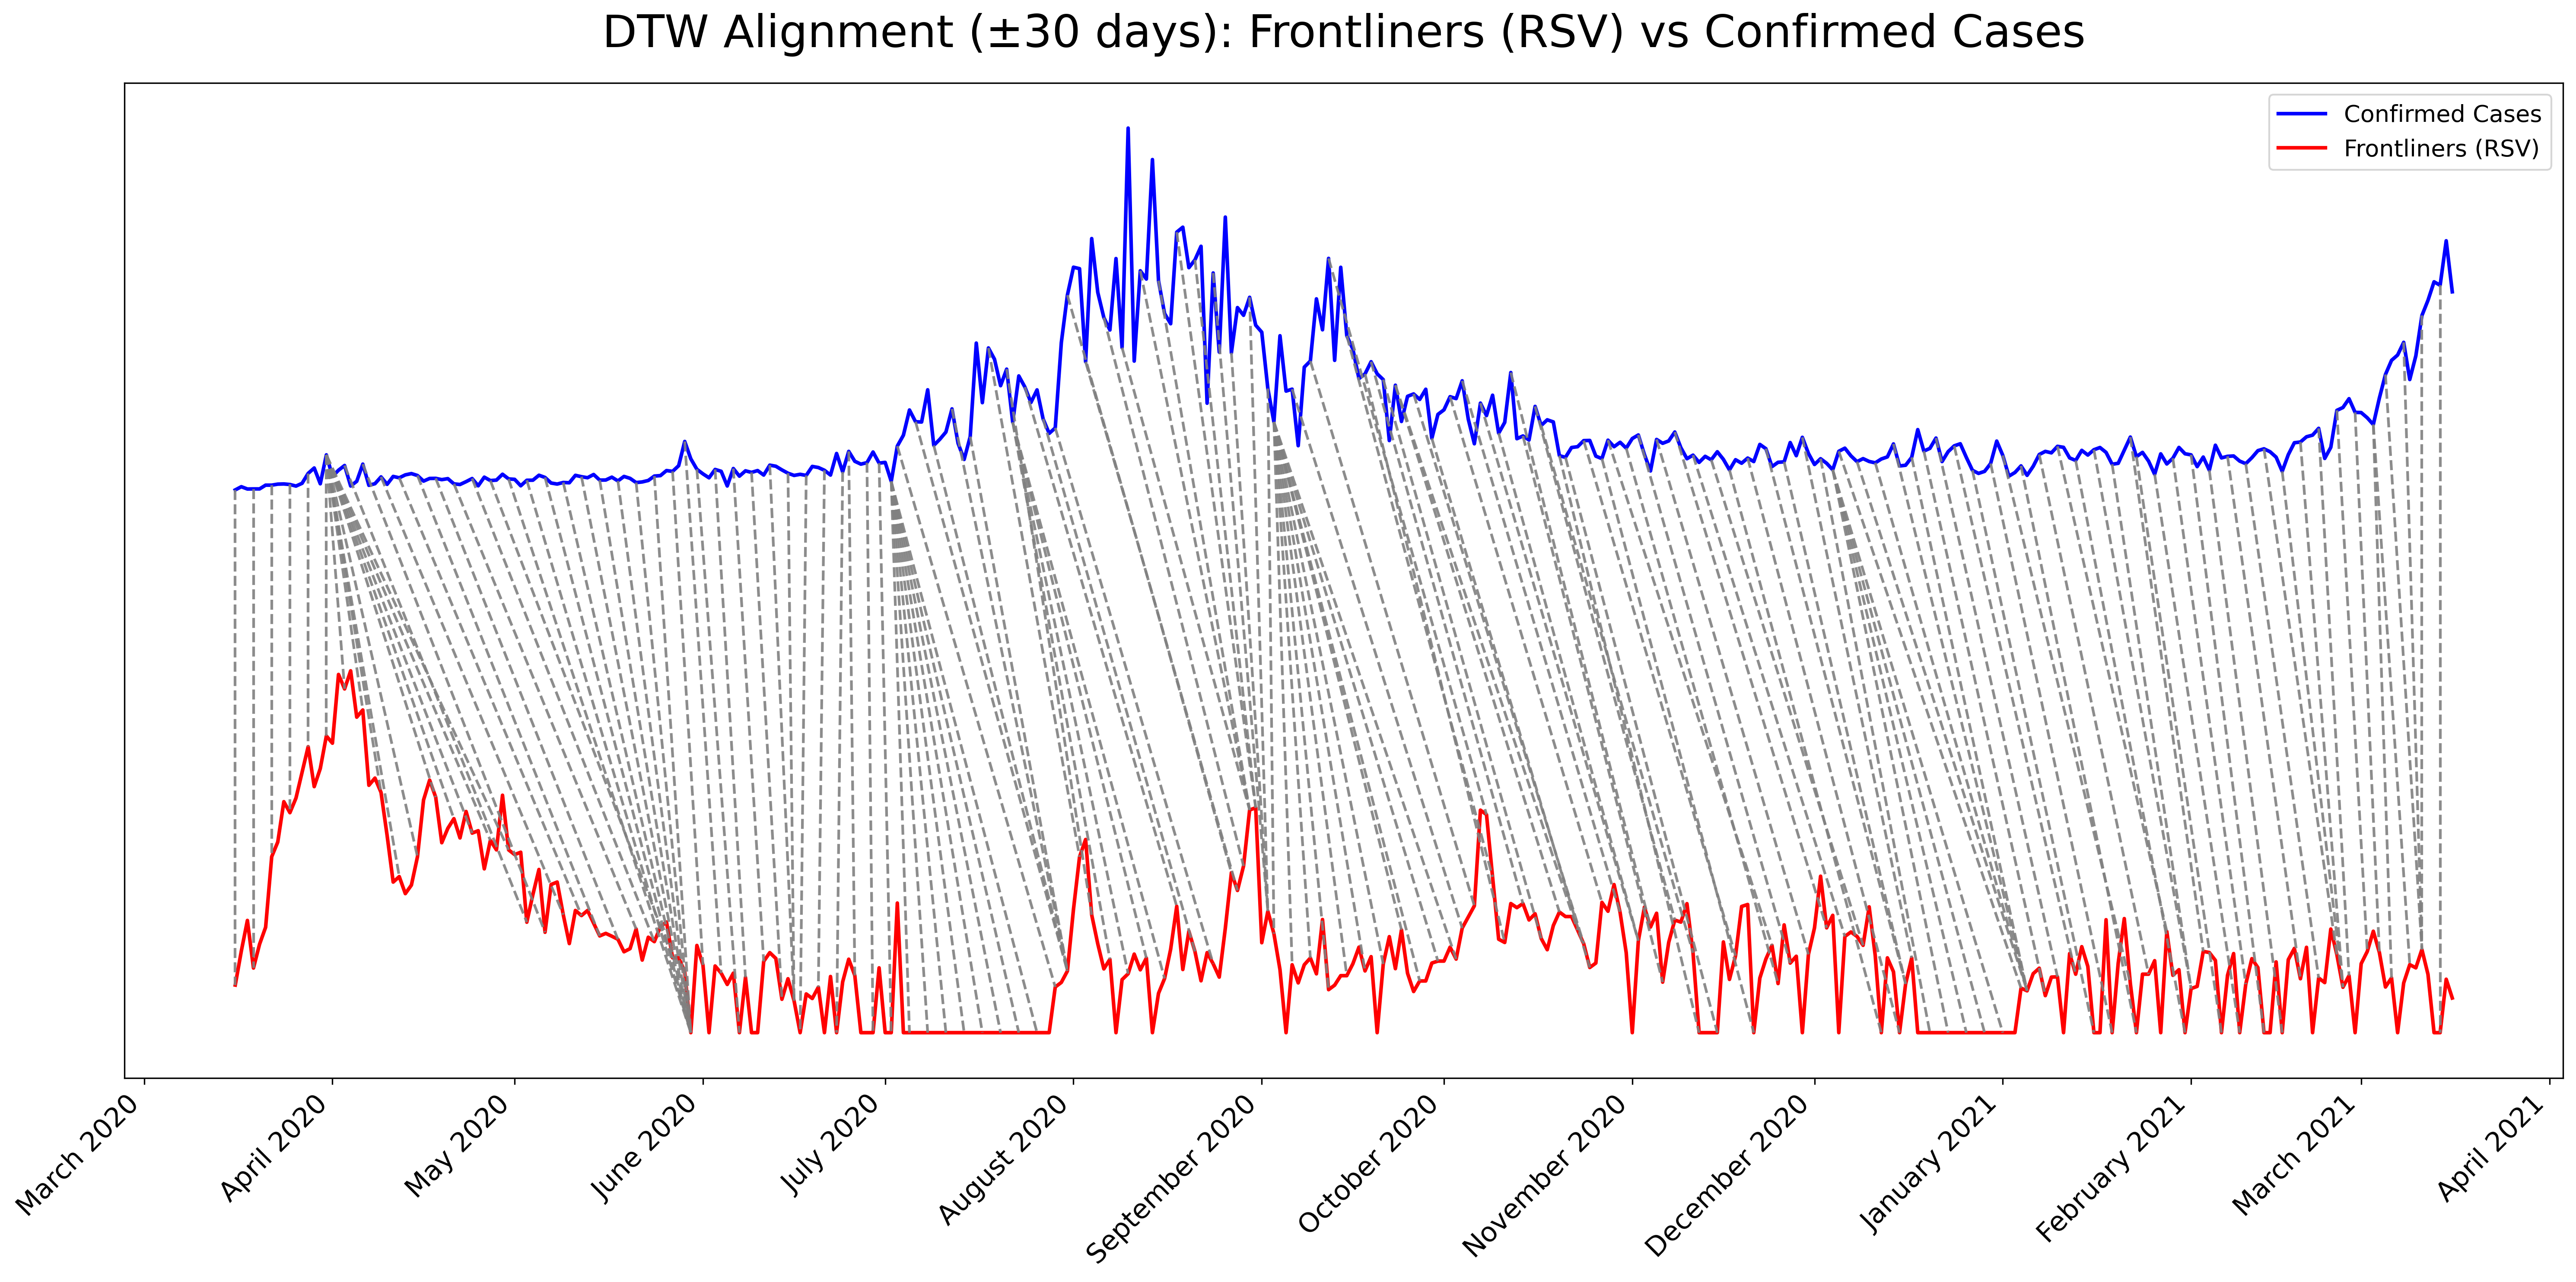 DTW Alignment (±30 days): Frontliners (RSV) vs Confirmed Cases
Confirmed Cases
Frontliners (RSV)
March 2020
April 2020
May 2020
June 2020
July 2020
August 2020
September 2020
October 2020
November 2020
December 2020
January 2021
February 2021
March 2021
April 2021